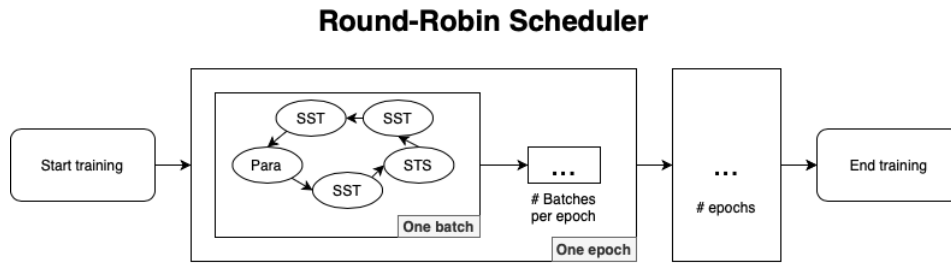 Round-Robin Scheduler
Start training
SST
SST
Para
STS
SST
One batch
...
# Batches
per epoch
One epoch
...
# epochs
End training